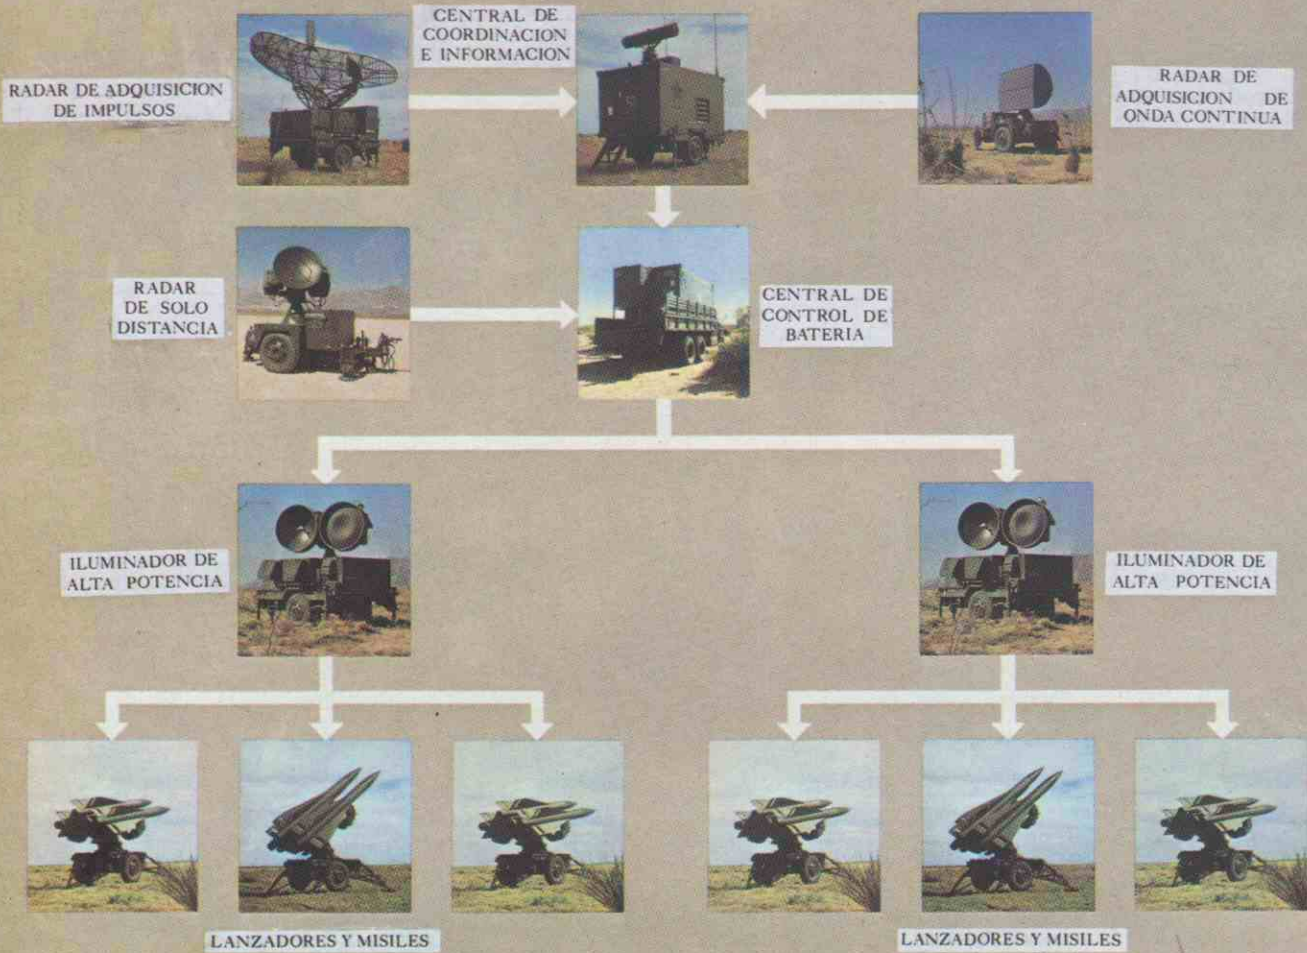 CENTRAL DE
COORDINACION
E INFORMACION
RADAR DE ADQUISICION
DE IMPULSOS
RADAR DE
ADQUISICION DE
ONDA CONTINUA
RADAR
DE SOLO
DISTANCIA
CENTRAL DE
CONTROL DE
BATERIA
ILUMINADOR DE
ALTA POTENCIA
ILUMINADOR DE
ALTA POTENCIA
LANZADORES Y MISILES
LANZADORES Y MISILES